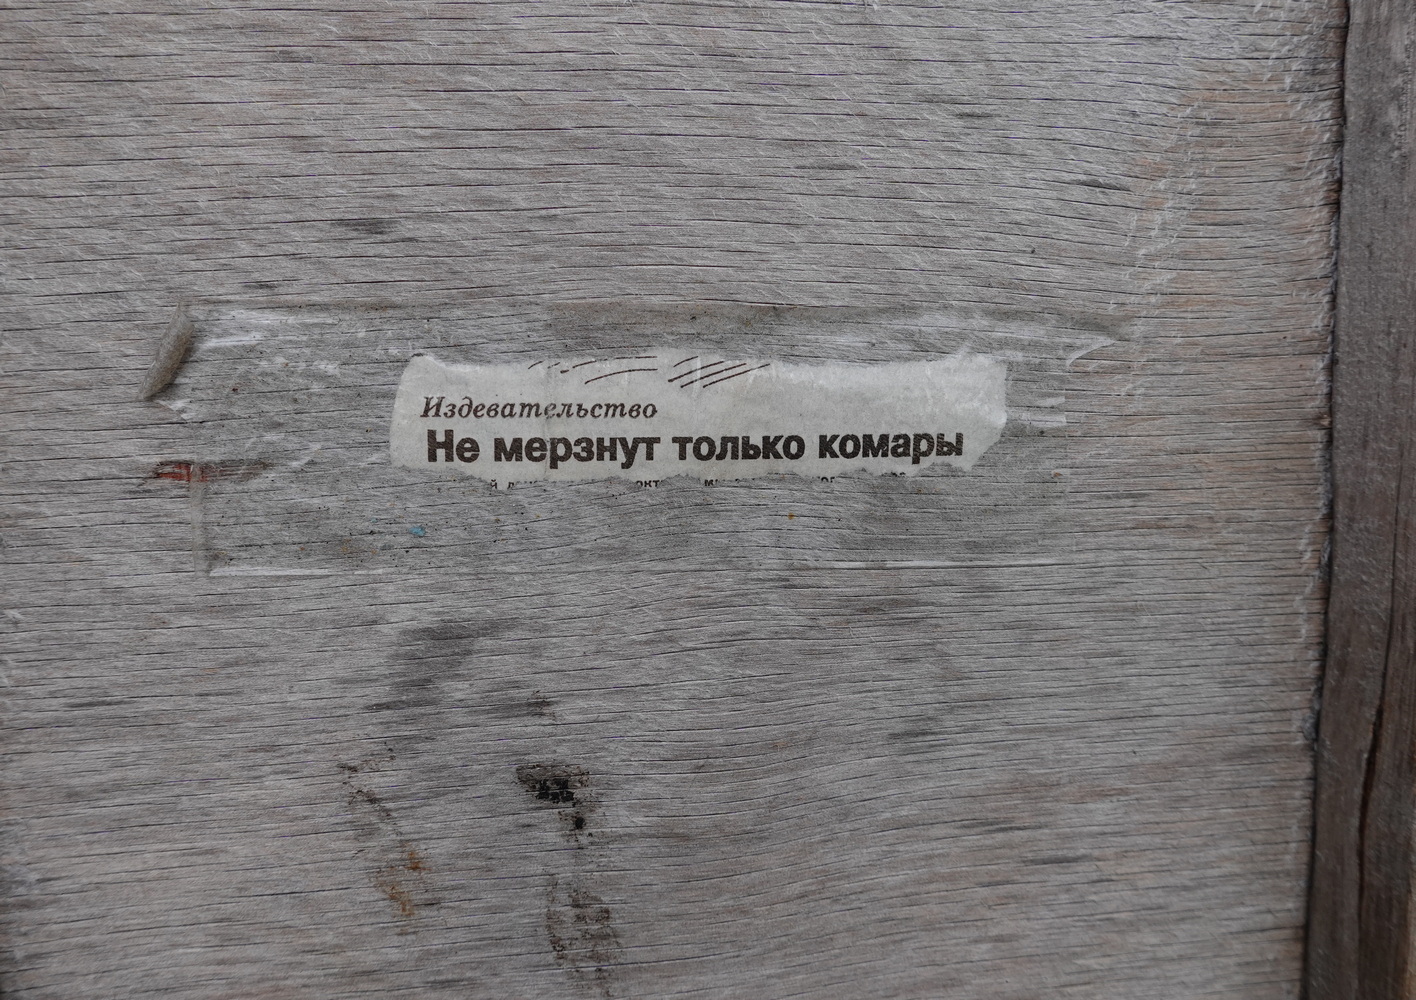 Издевательство
Не мерзнут только комары